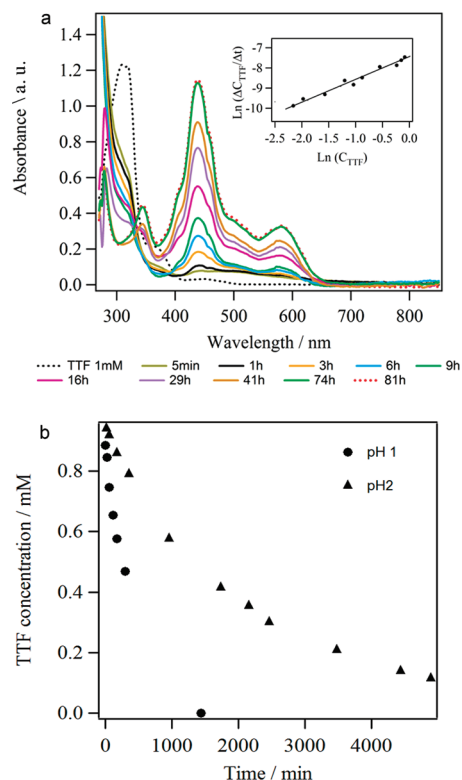 a
Absorbance \ a. u.
1.4
1.2
1.0
0.8
0.6
0.4
0.2
0.0
300 400 500 600 700 800
Wavelength / nm
Ln (ΔC_TTF/Δt)
-7
-8
-9
-10
-2.5 -2.0 -1.5 -1.0 -0.5 0.0
Ln (C_TTF)
TTF 1mM 5min 1h 3h 6h 9h
16h 29h 41h 74h 81h
b
TTF concentration / mM
0.8
0.6
0.4
0.2
0.0
pH 1
pH2
0 1000 2000 3000 4000
Time / min